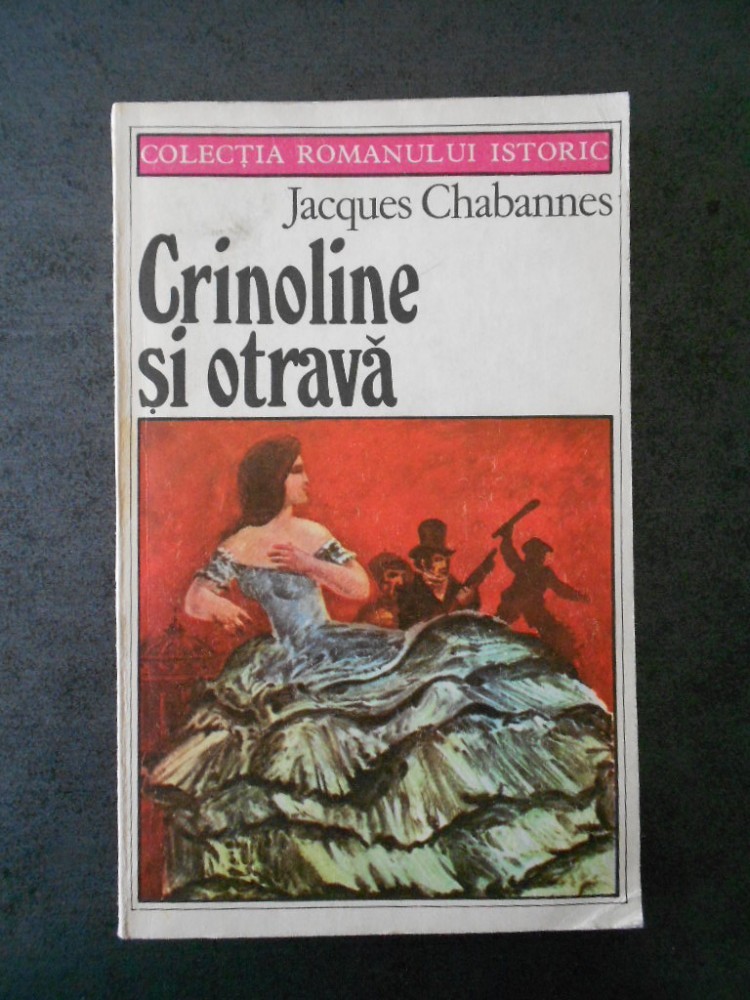 COLECȚIA ROMANULUI ISTORIC
Jacques Chabannes
Crinoline
și otravă